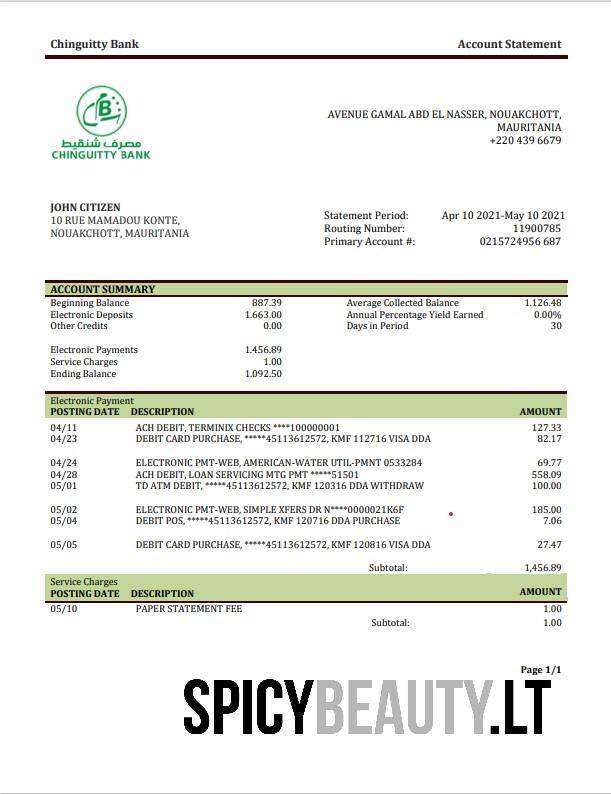 Chinguitty Bank Account Statement
مصرف شنقيط
CHINGUITTY BANK
AVENUE GAMAL ABD EL NASSER, NOUAKCHOTT,
MAURITANIA
+220 439 6679
JOHN CITIZEN
10 RUE MAMADOU KONTE,
NOUAKCHOTT, MAURITANIA
Statement Period: Apr 10 2021-May 10 2021
Routing Number: 11900785
Primary Account #: 0215724956 687
ACCOUNT SUMMARY
Beginning Balance 887.39 Average Collected Balance 1.126.48
Electronic Deposits 1.663.00 Annual Percentage Yield Earned 0.00%
Other Credits 0.00 Days in Period 30
Electronic Payments 1.456.89
Service Charges 1.00
Ending Balance 1.092.50
Electronic Payment
POSTING DATE DESCRIPTION AMOUNT
04/11 ACH DEBIT, TERMINIX CHECKS ****100000001 127.33
04/23 DEBIT CARD PURCHASE, *****45113612572, KMF 112716 VISA DDA 82.17
04/24 ELECTRONIC PMT-WEB, AMERICAN-WATER UTIL-PMNT 0533284 69.77
04/28 ACH DEBIT, LOAN SERVICING MTG PMT *****51501 558.09
05/01 TD ATM DEBIT, *****45113612572, KMF 120316 DDA WITHDRAW 100.00
05/02 ELECTRONIC PMT-WEB, SIMPLE XFERS DR N****0000021K6F 185.00
05/04 DEBIT POS, *****45113612572, KMF 120716 DDA PURCHASE 7.06
05/05 DEBIT CARD PURCHASE, *****45113612572, KMF 120816 VISA DDA 27.47
Subtotal: 1,456.89
Service Charges
POSTING DATE DESCRIPTION AMOUNT
05/10 PAPER STATEMENT FEE 1.00
Subtotal: 1.00
Page 1/1
SPICYBEAUTY.LT